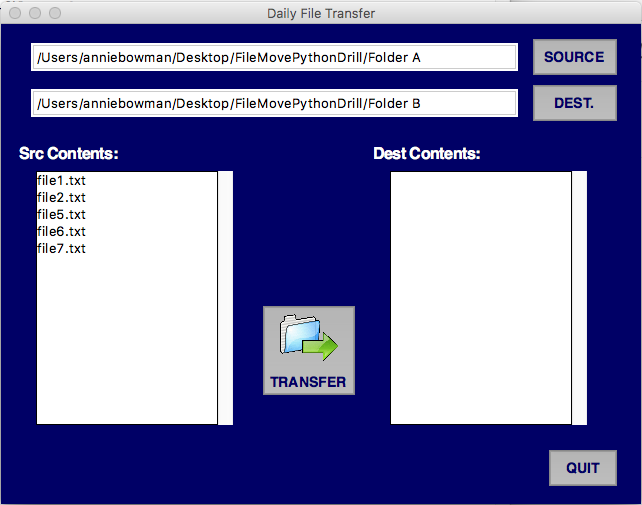 Daily File Transfer
/Users/anniebowman/Desktop/FileMovePythonDrill/Folder A
SOURCE
/Users/anniebowman/Desktop/FileMovePythonDrill/Folder B
DEST.
Src Contents:
Dest Contents:
file1.txt
file2.txt
file5.txt
file6.txt
file7.txt
TRANSFER
QUIT